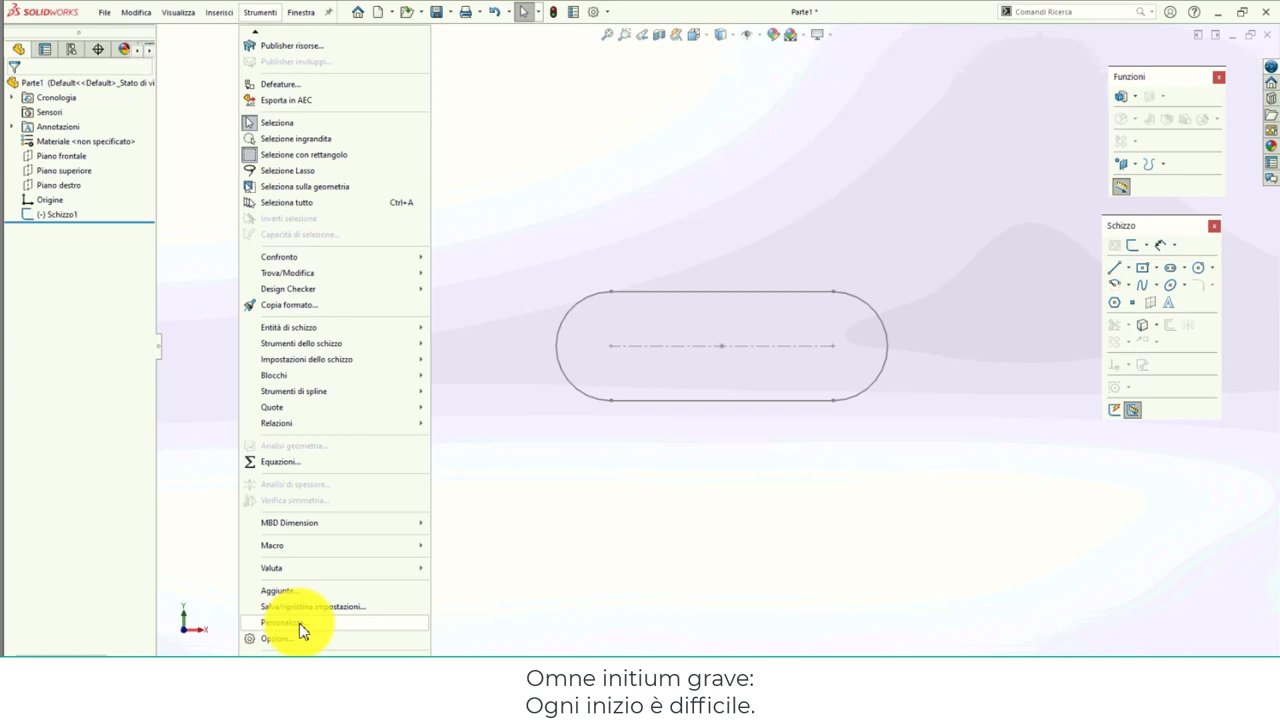 SOLIDWORKS File Modifica Visualizza Inserisci Strumenti Finestra Parte1 * Comandi Ricerca
Parte1 (Default<<Default>_Stato di vi
Cronologia
Sensori
Annotazioni
Materiale <non specificato>
Piano frontale
Piano superiore
Piano destro
Origine
(-) Schizzo1
Publisher risorse...
Publisher inviluppi...
Defeature...
Esporta in AEC
Seleziona
Selezione ingrandita
Selezione con rettangolo
Selezione Lasso
Seleziona sulla geometria
Seleziona tutto Ctrl+A
Inverti selezione
Capacità di selezione...
Confronto
Trova/Modifica
Design Checker
Copia formato...
Entità di schizzo
Strumenti dello schizzo
Impostazioni dello schizzo
Blocchi
Strumenti di spline
Quote
Relazioni
Analisi geometria...
Equazioni...
Analisi di spessore...
Verifica simmetria...
MBD Dimension
Macro
Valuta
Aggiunte...
Salva/ripristina impostazioni...
Personalizza...
Opzioni...
Funzioni
Schizzo
Y
X
Omne initium grave:
Ogni inizio è difficile.